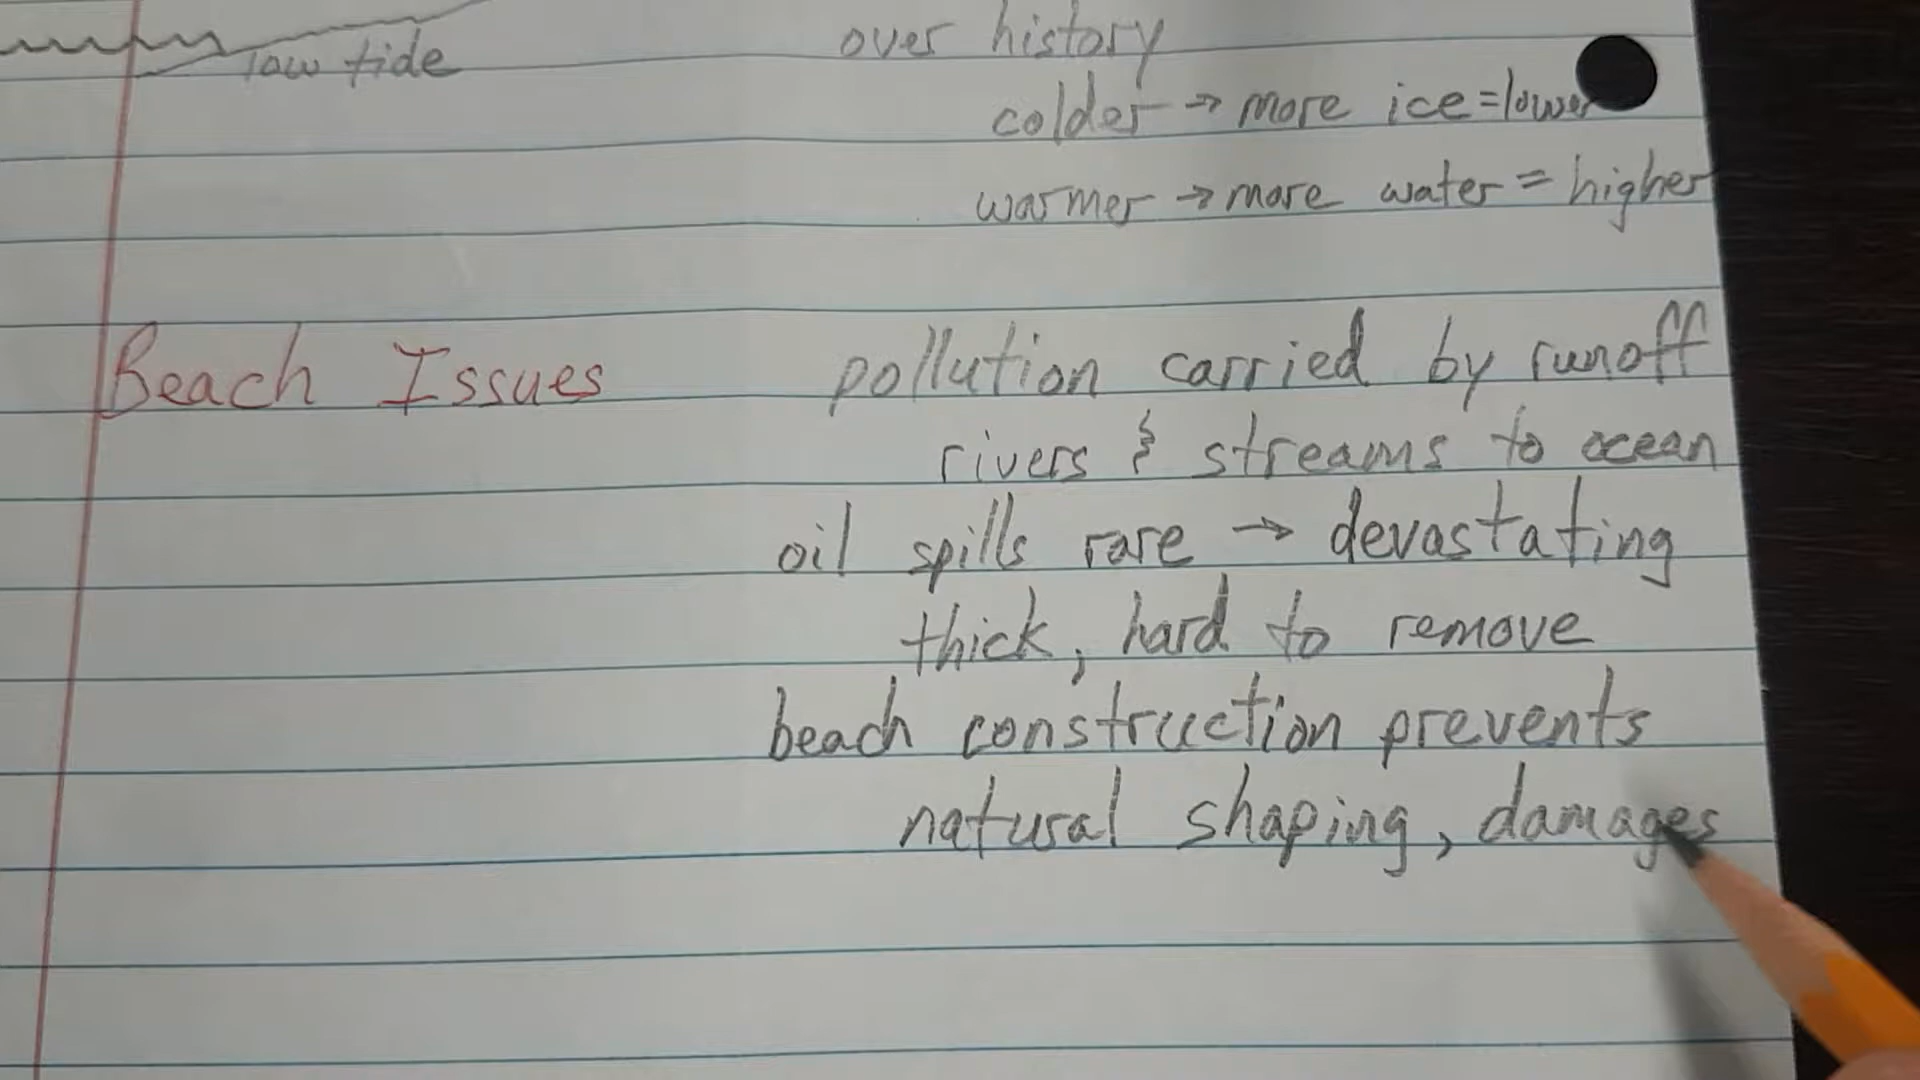 low tide
over history
colder → more ice = lower
warmer → more water = higher
Beach Issues
pollution carried by runoff
rivers & streams to ocean
oil spills rare → devastating
thick, hard to remove
beach construction prevents
natural shaping, damages